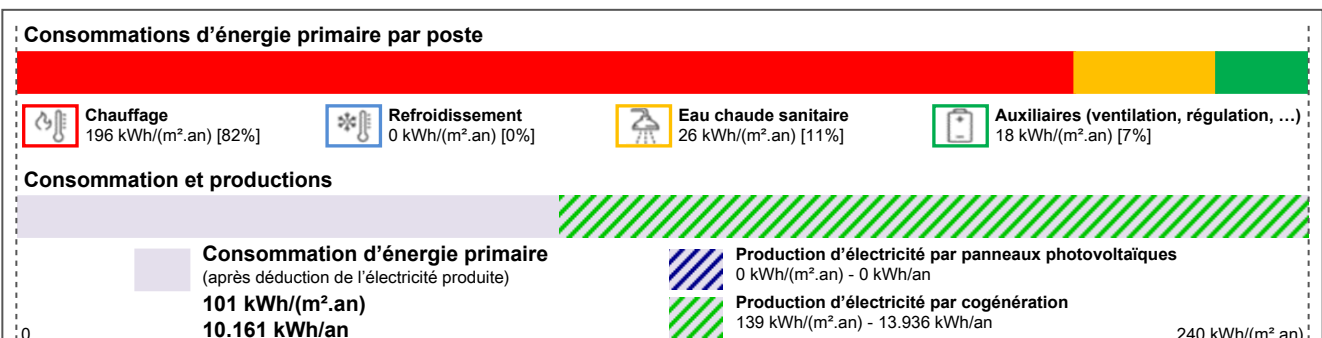 Consommations d’énergie primaire par poste
Chauffage
196 kWh/(m².an) [82%]
Refroidissement
0 kWh/(m².an) [0%]
Eau chaude sanitaire
26 kWh/(m².an) [11%]
Auxiliaires (ventilation, régulation, …)
18 kWh/(m².an) [7%]
Consommation et productions
Consommation d’énergie primaire
(après déduction de l’électricité produite)
101 kWh/(m².an)
10.161 kWh/an
Production d’électricité par panneaux photovoltaïques
0 kWh/(m².an) - 0 kWh/an
Production d’électricité par cogénération
139 kWh/(m².an) - 13.936 kWh/an
0
240 kWh/(m².an)